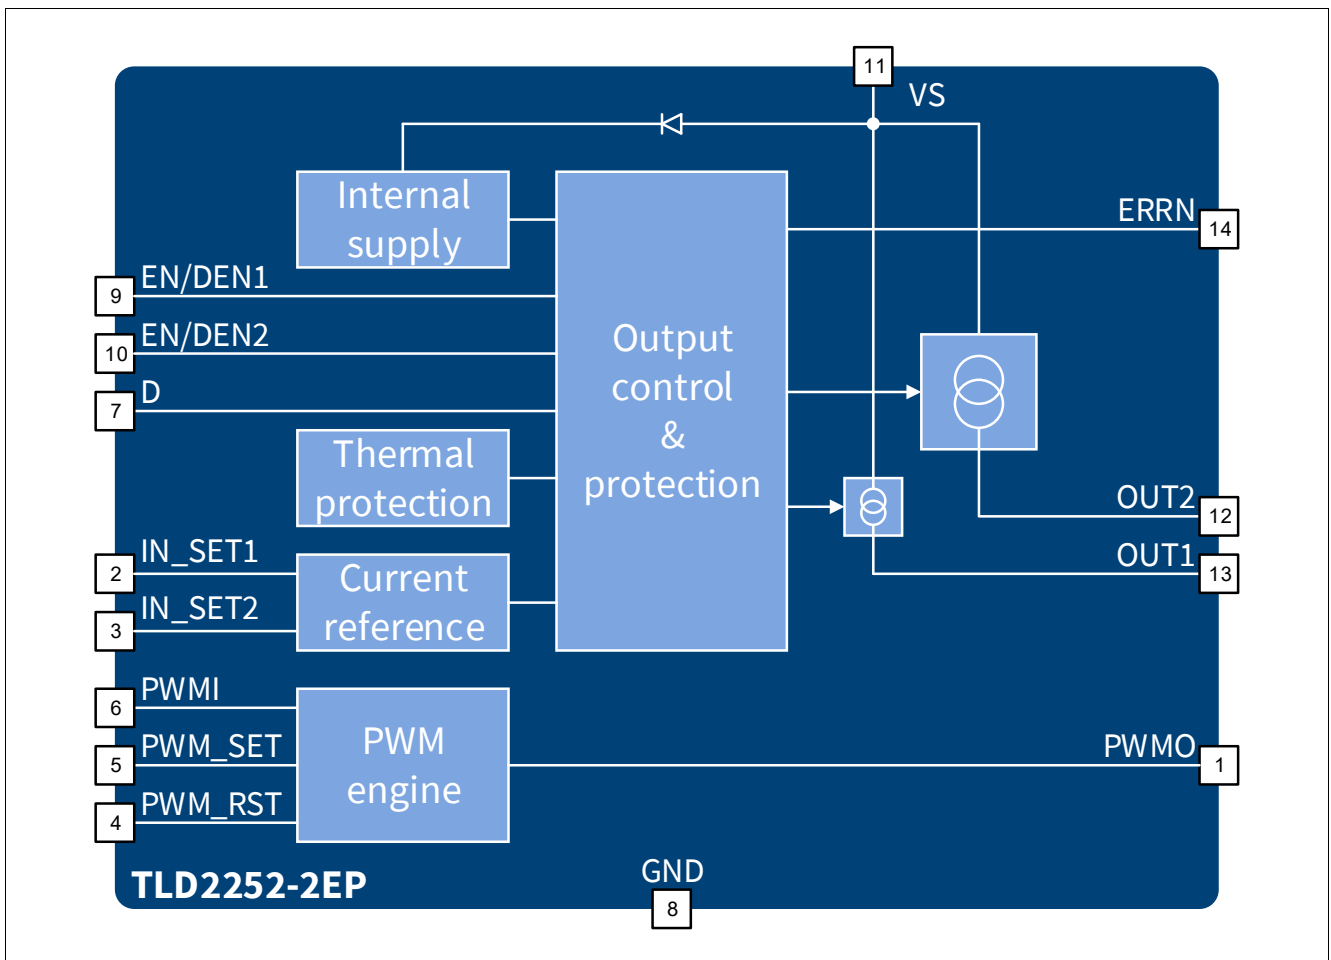 11
VS
Internal
supply
ERRN
14
EN/DEN1
9
EN/DEN2
10
D
7
Output
control
&
protection
Thermal
protection
OUT2
12
OUT1
13
IN_SET1
2
IN_SET2
3
Current
reference
PWMI
6
PWM_SET
5
PWM_RST
4
PWM
engine
PWMO
1
TLD2252-2EP
GND
8